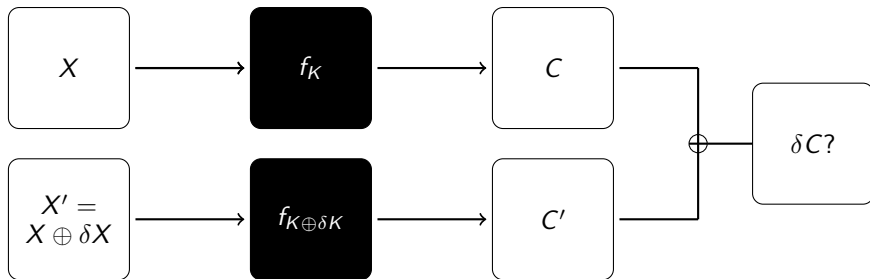 X
f_K
C
δC?
⊕
X′ =
X ⊕ δX
f_{K⊕δK}
C′